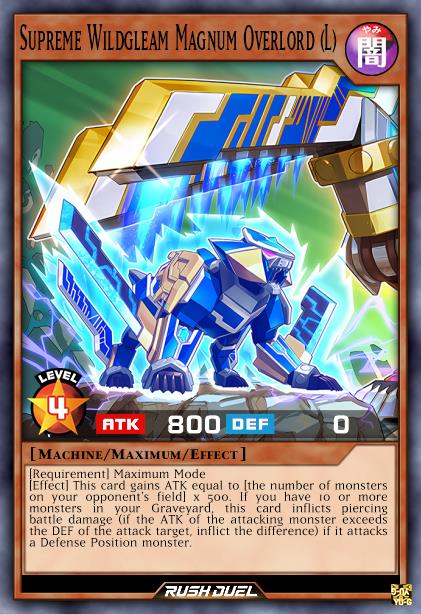 SUPREME WILDGLEAM MAGNUM OVERLORD (L)
やみ
闇
LEVEL
4
ATK 800 DEF 0
[MACHINE/MAXIMUM/EFFECT]
[Requirement] Maximum Mode
[Effect] This card gains ATK equal to [the number of monsters
on your opponent's field] x 500. If you have 10 or more
monsters in your Graveyard, this card inflicts piercing
battle damage (if the ATK of the attacking monster exceeds
the DEF of the attack target, inflict the difference) if it attacks
a Defense Position monster.
RUSH DUEL